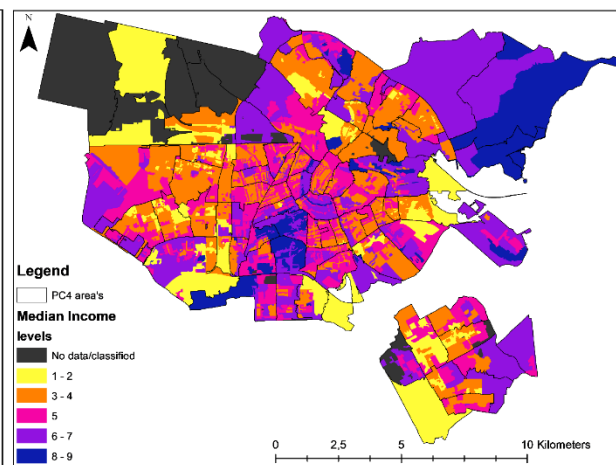 N
Legend
PC4 area's
Median Income
levels
No data/classified
1 - 2
3 - 4
5
6 - 7
8 - 9
0 2,5 5 10 Kilometers